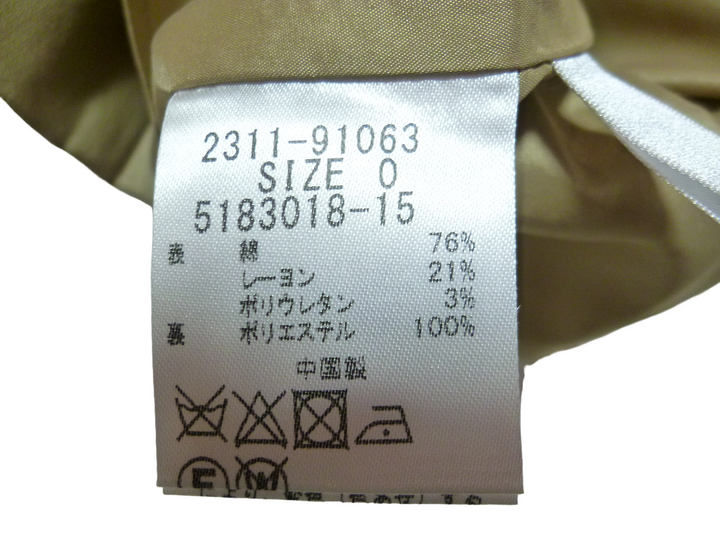 2311-91063
SIZE 0
5183018-15
表 綿 76%
レーヨン 21%
ポリウレタン 3%
裏 ポリエステル 100%
中国製
F W